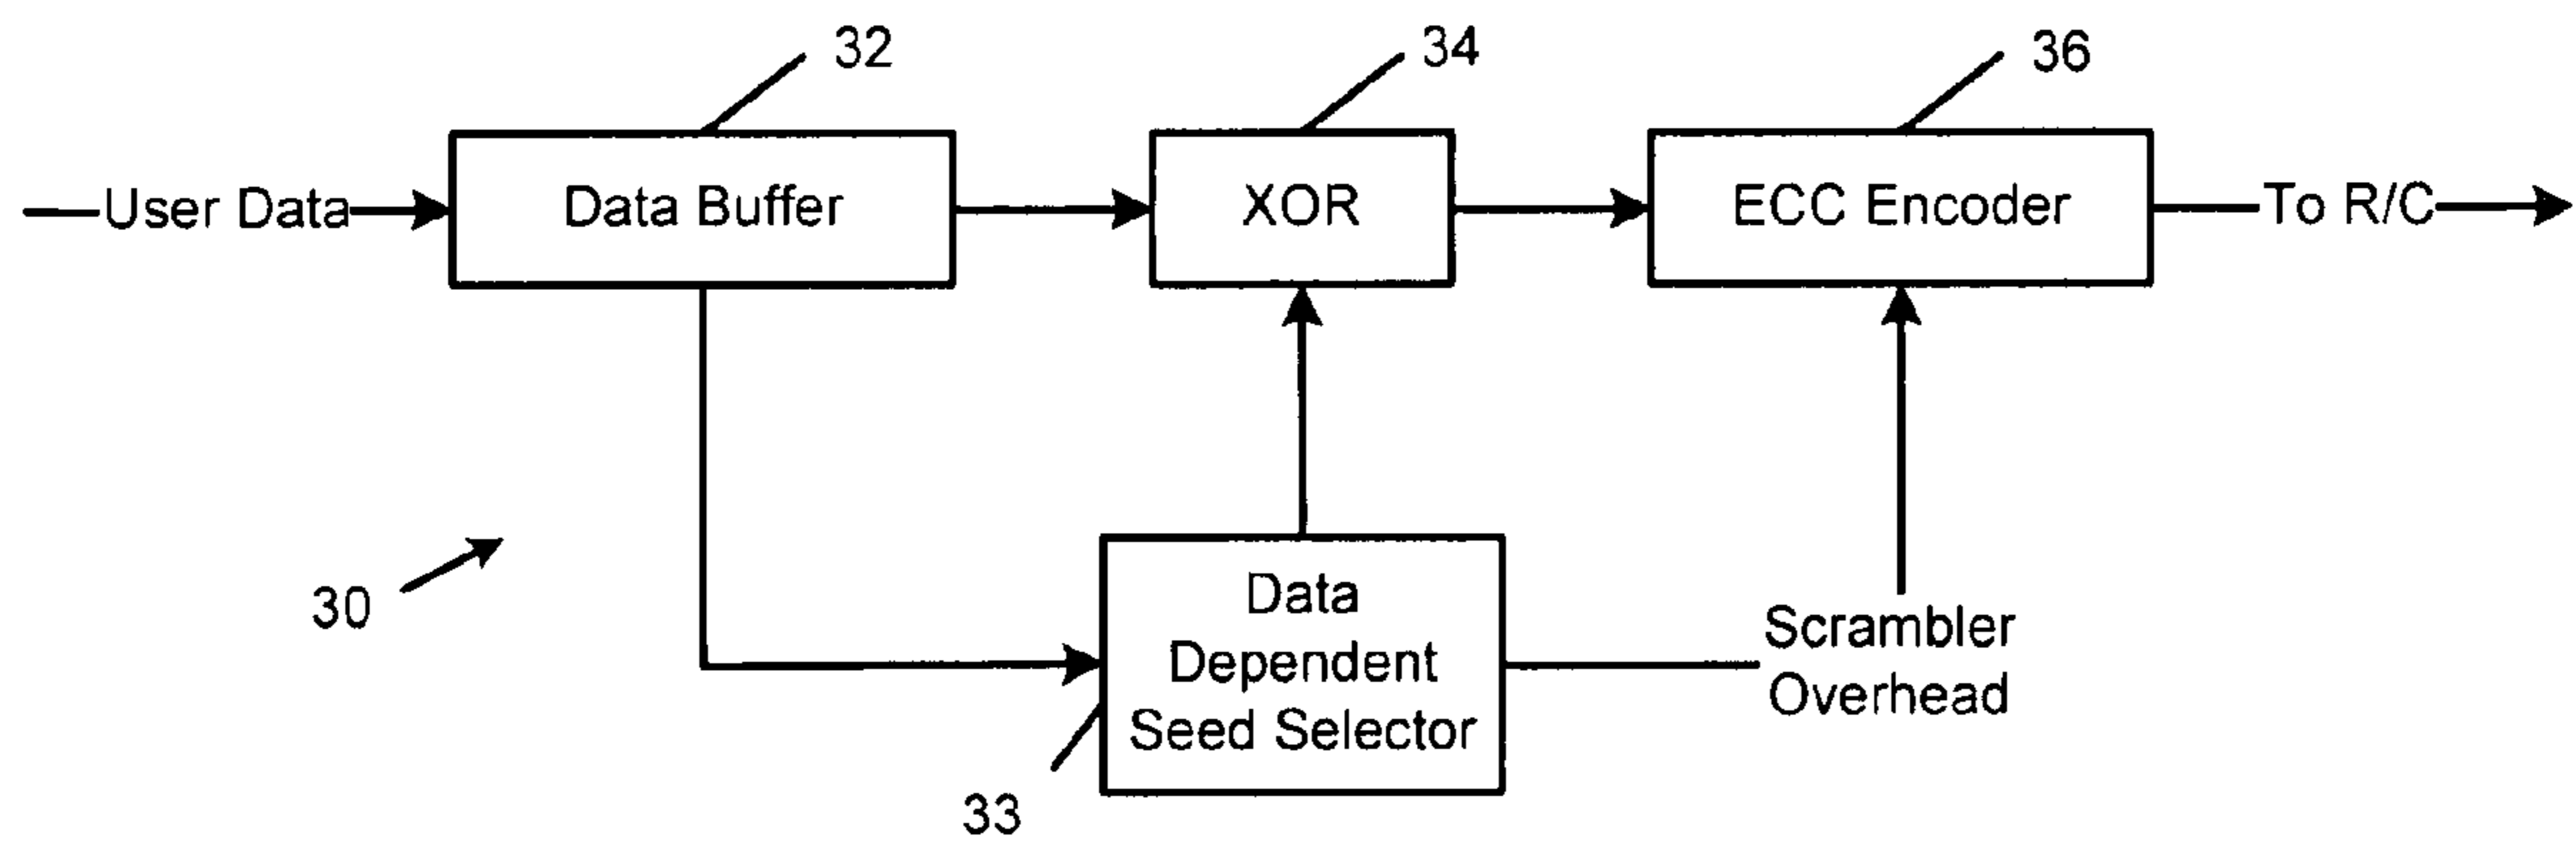 32
34
36
User Data
Data Buffer
XOR
ECC Encoder
To R/C
30
Data
Dependent
Seed Selector
Scrambler
Overhead
33